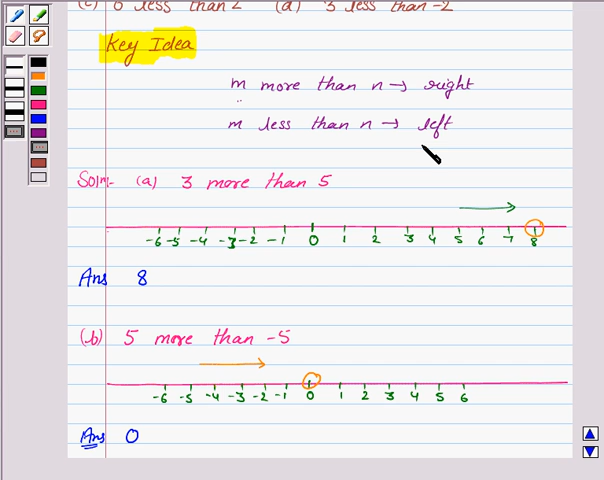 (c) 6 less than 2 (d) 3 less than -2
Key Idea
m more than n → right
m less than n → left
Soln- (a) 3 more than 5
-6 -5 -4 -3 -2 -1 0 1 2 3 4 5 6 7 8
Ans 8
(b) 5 more than -5
-6 -5 -4 -3 -2 -1 0 1 2 3 4 5 6
Ans 0